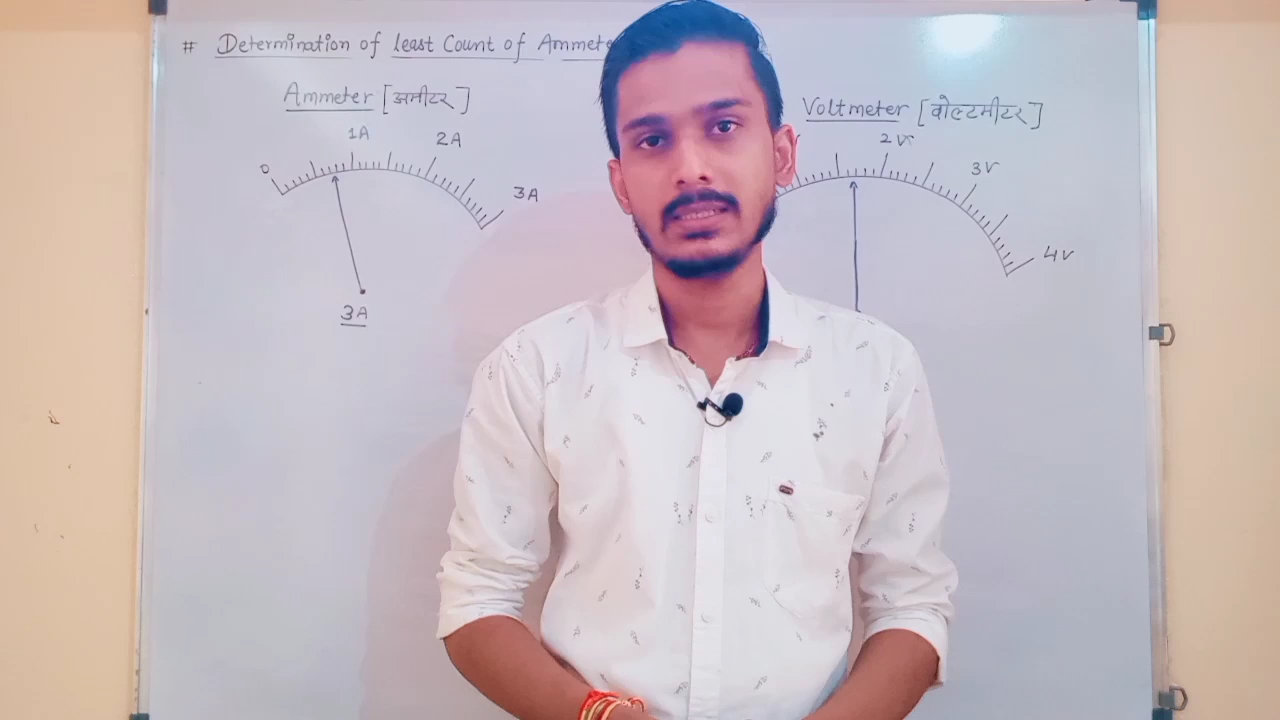 # Determination of least Count of Ammete
Ammeter [अमीटर]
0 1A 2A 3A
3A
Voltmeter [वोल्टमीटर]
2V 3V 4V